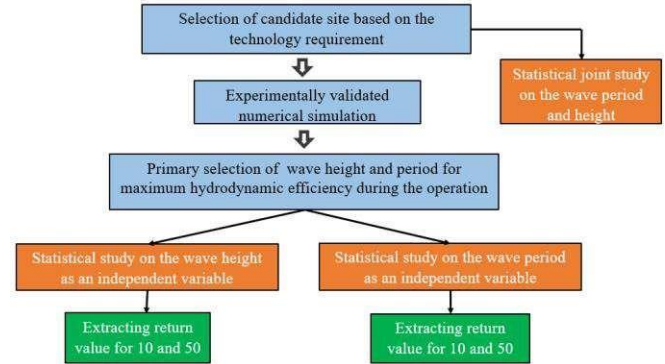 Selection of candidate site based on the
technology requirement
Statistical joint study
on the wave period
and height
Experimentally validated
numerical simulation
Primary selection of wave height and period for
maximum hydrodynamic efficiency during the operation
Statistical study on the wave height
as an independent variable
Statistical study on the wave period
as an independent variable
Extracting return
value for 10 and 50
Extracting return
value for 10 and 50